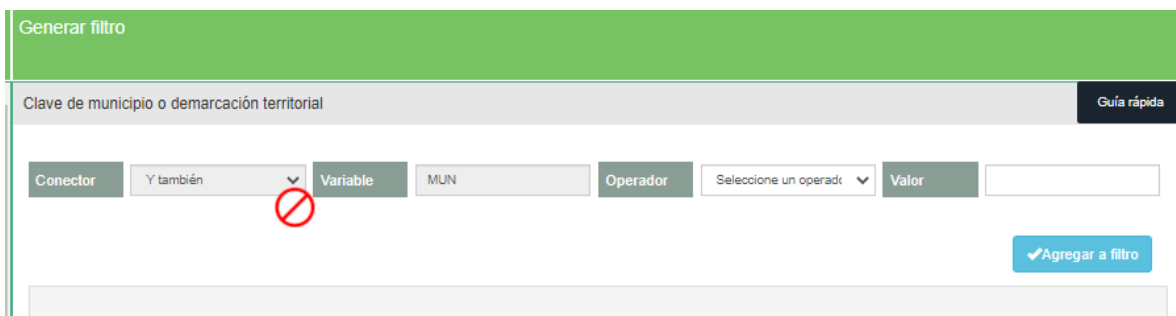 Generar filtro
Clave de municipio o demarcación territorial
Guía rápida
Conector Y también Variable MUN Operador Seleccione un operado Valor
Agregar a filtro